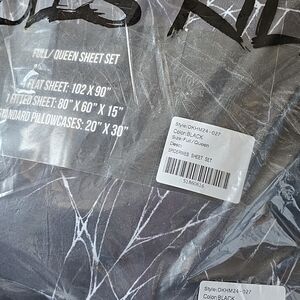 FULL/QUEEN SHEET SET
FLAT SHEET: 102 X 90"
1 FITTED SHEET: 80" X 60" X 15"
STANDARD PILLOWCASES: 20" X 30"
Style:DKHM24-027
Color:BLACK
Size:Full/Queen
Desc:
SPIDERWEB SHEET SET
Style:DKHM24-027
Color:BLACK